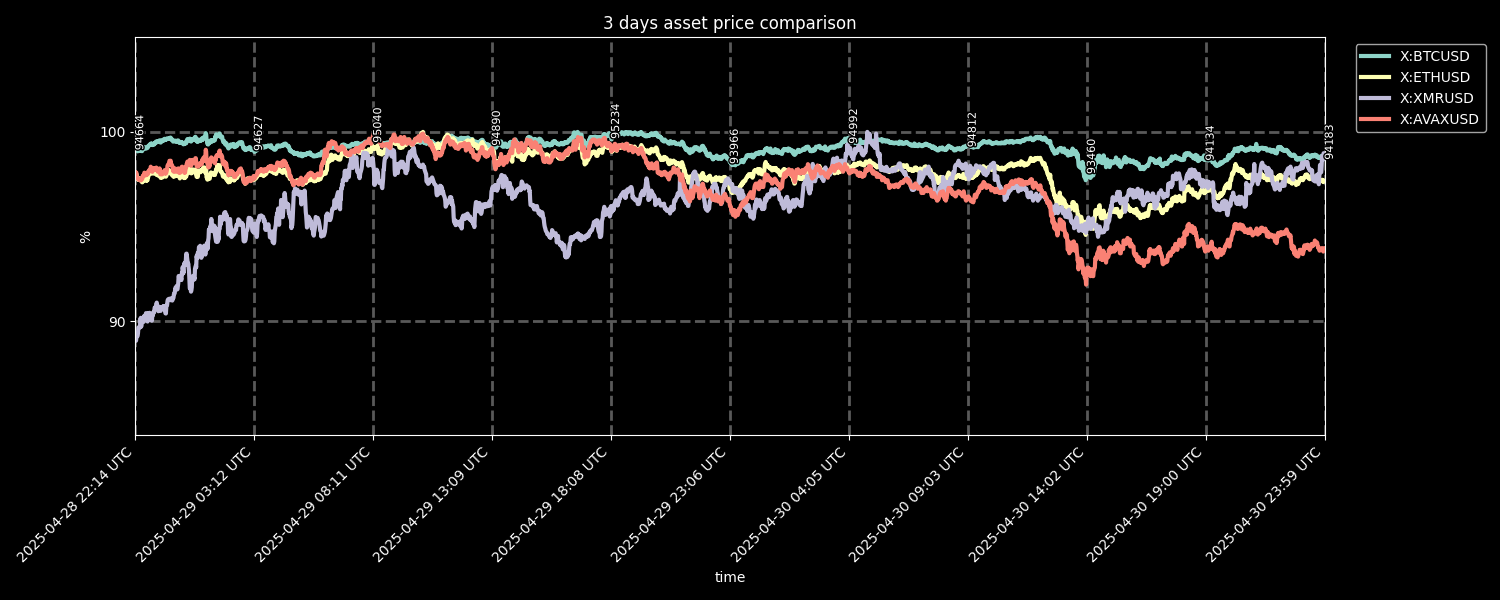 3 days asset price comparison
X:BTCUSD
X:ETHUSD
X:XMRUSD
X:AVAXUSD
100
90
%
94664
94627
95040
94890
95234
93966
94992
94812
93460
94134
94183
2025-04-28 22:14 UTC
2025-04-29 03:12 UTC
2025-04-29 08:11 UTC
2025-04-29 13:09 UTC
2025-04-29 18:08 UTC
2025-04-29 23:06 UTC
2025-04-30 04:05 UTC
2025-04-30 09:03 UTC
2025-04-30 14:02 UTC
2025-04-30 19:00 UTC
2025-04-30 23:59 UTC
time